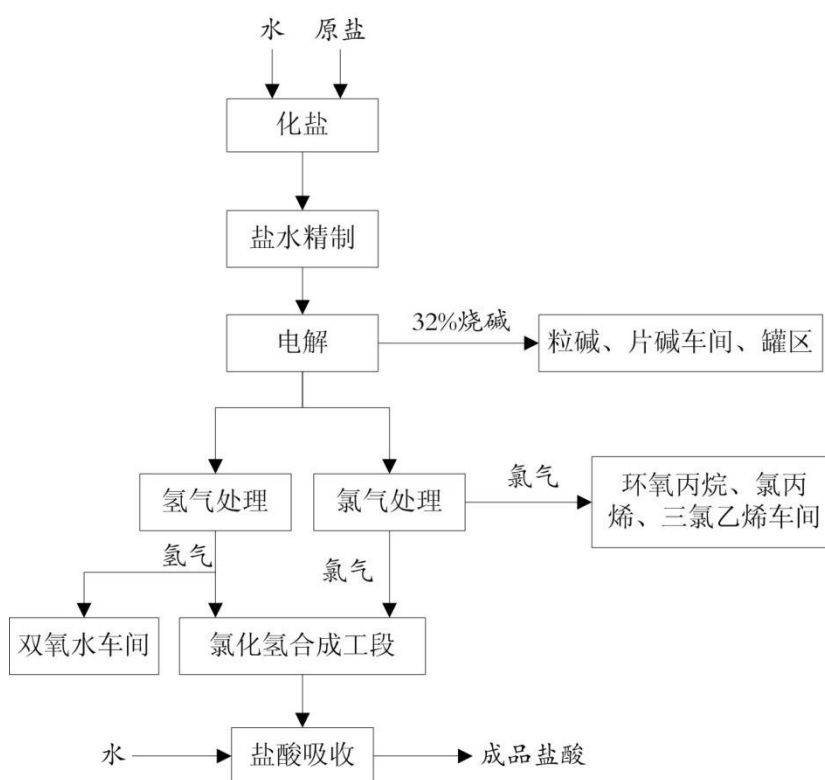 水
原盐
化盐
盐水精制
电解
32%烧碱
粒碱、片碱车间、罐区
氢气处理
氯气处理
氯气
环氧丙烷、氯丙
烯、三氯乙烯车间
氢气
氯气
双氧水车间
氯化氢合成工段
水
盐酸吸收
成品盐酸